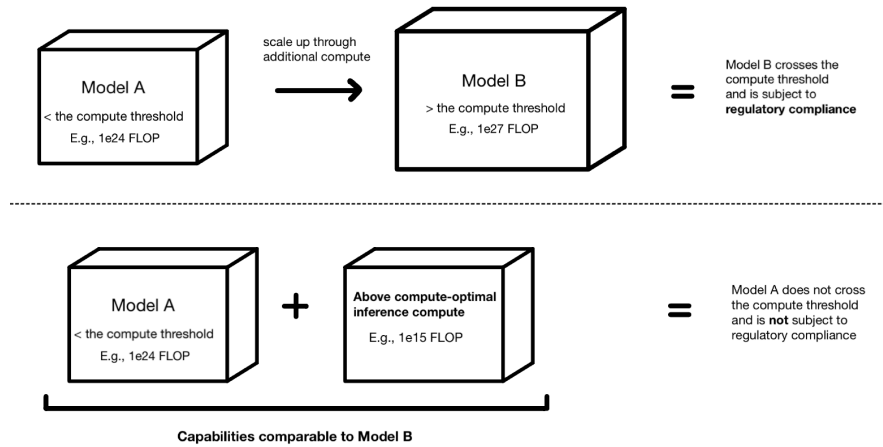 scale up through
additional compute
Model A
< the compute threshold
E.g., 1e24 FLOP
Model B
> the compute threshold
E.g., 1e27 FLOP
=
Model B crosses the
compute threshold
and is subject to
regulatory compliance
Model A
< the compute threshold
E.g., 1e24 FLOP
+
Above compute-optimal
inference compute
E.g., 1e15 FLOP
=
Model A does not cross
the compute threshold
and is not subject to
regulatory compliance
Capabilities comparable to Model B